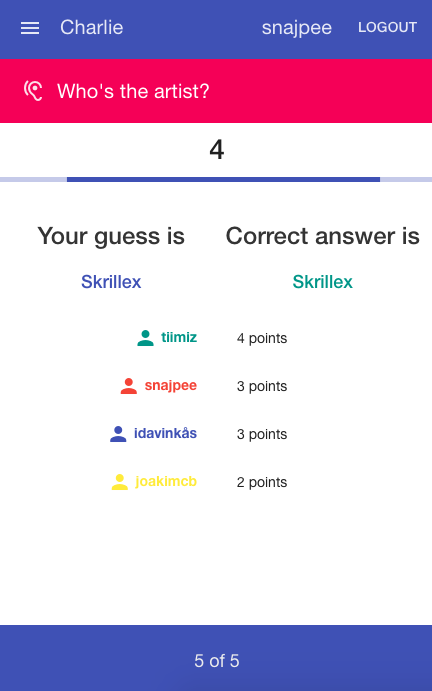 Charlie snajpee LOGOUT
Who's the artist?
4
Your guess is Correct answer is
Skrillex Skrillex
tiimiz 4 points
snajpee 3 points
idavinkås 3 points
joakimcb 2 points
5 of 5